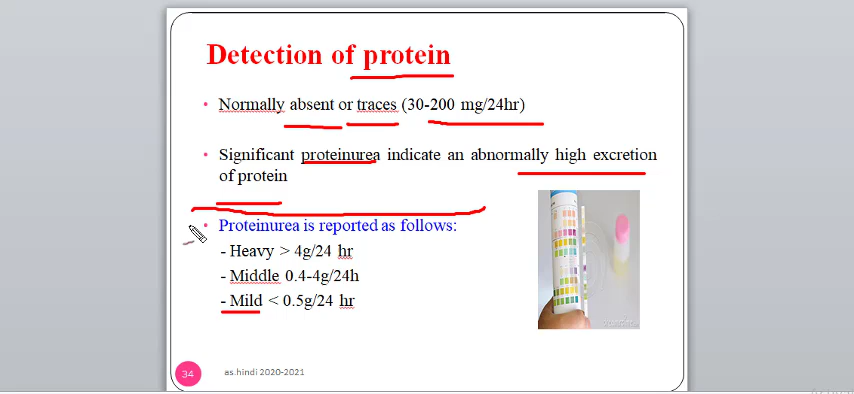 Detection of protein
• Normally absent or traces (30-200 mg/24hr)
• Significant proteinurea indicate an abnormally high excretion
of protein
• Proteinurea is reported as follows:
- Heavy > 4g/24 hr
- Middle 0.4-4g/24h
- Mild < 0.5g/24 hr
34
as.hindi 2020-2021